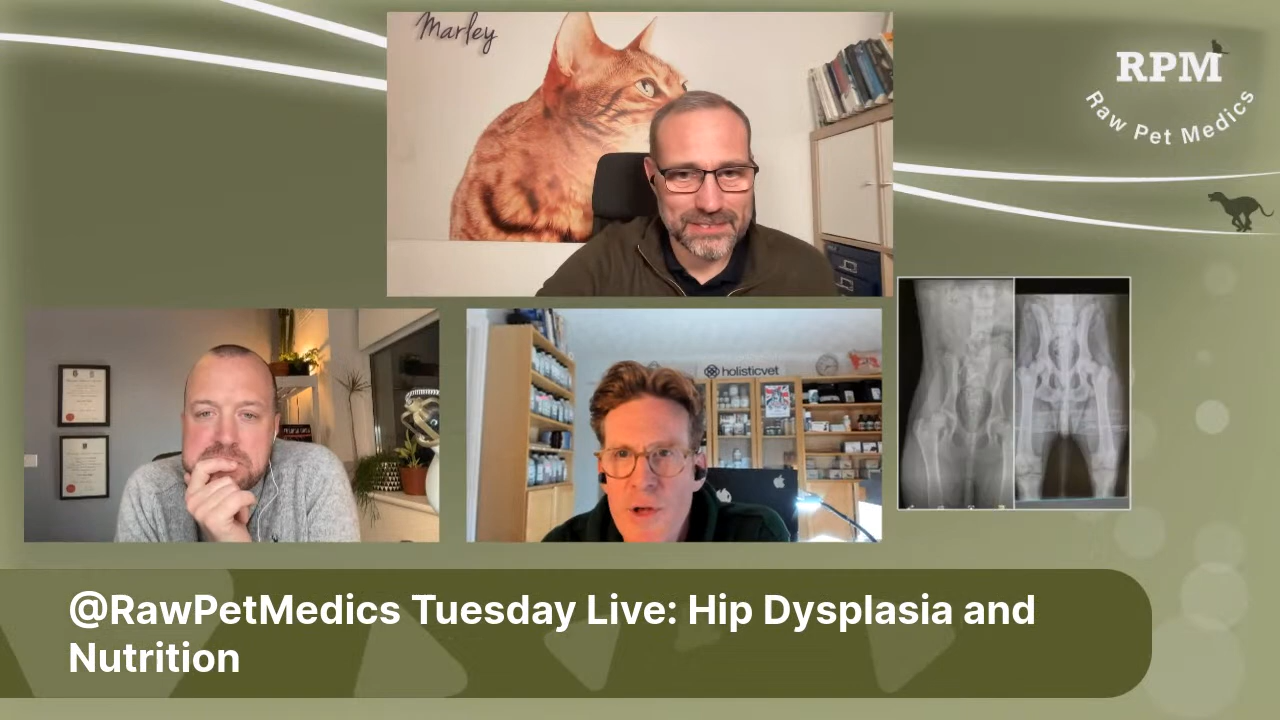 Marley
RPM
Raw Pet Medics
holisticvet
@RawPetMedics Tuesday Live: Hip Dysplasia and
Nutrition